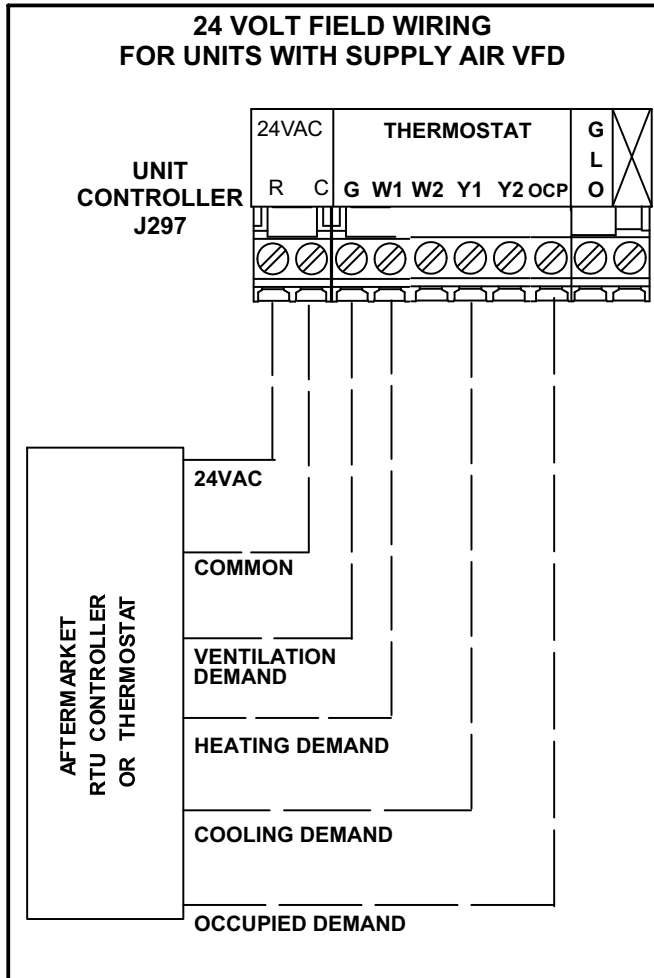 24 VOLT FIELD WIRING
FOR UNITS WITH SUPPLY AIR VFD
UNIT
CONTROLLER
J297
24VAC
R C
THERMOSTAT
G W1 W2 Y1 Y2 OCP
G
L
O
AFTERMARKET
RTU CONTROLLER
OR THERMOSTAT
24VAC
COMMON
VENTILATION
DEMAND
HEATING DEMAND
COOLING DEMAND
OCCUPIED DEMAND